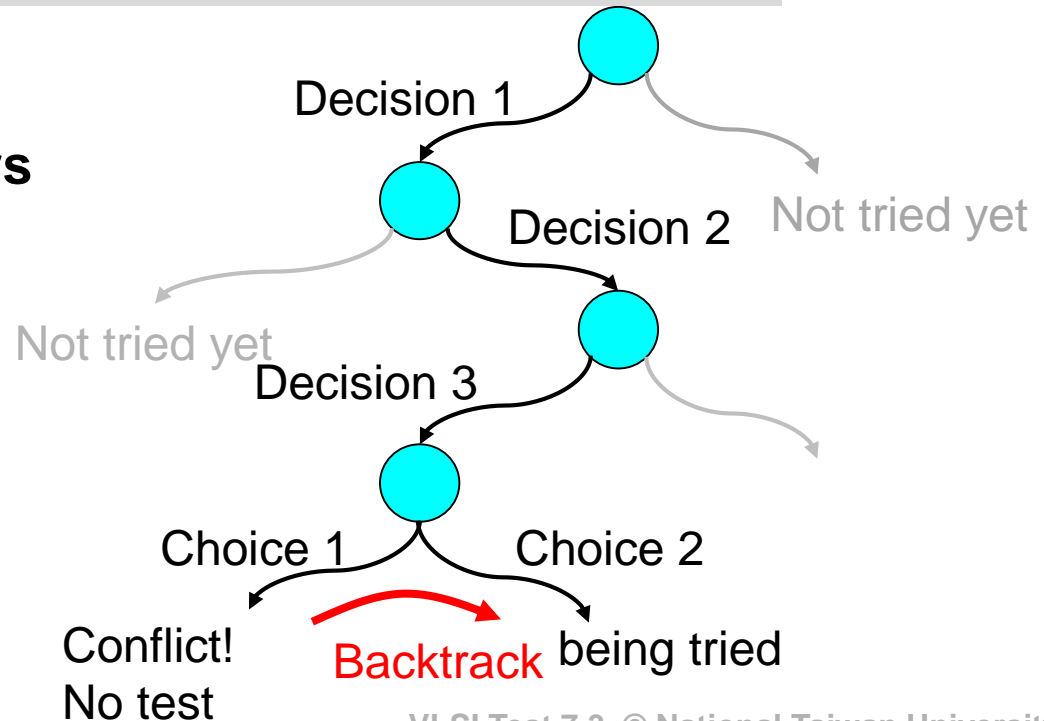 Decision 1
Decision 2
Not tried yet
Not tried yet
Decision 3
Choice 1
Choice 2
Conflict!
No test
Backtrack
being tried